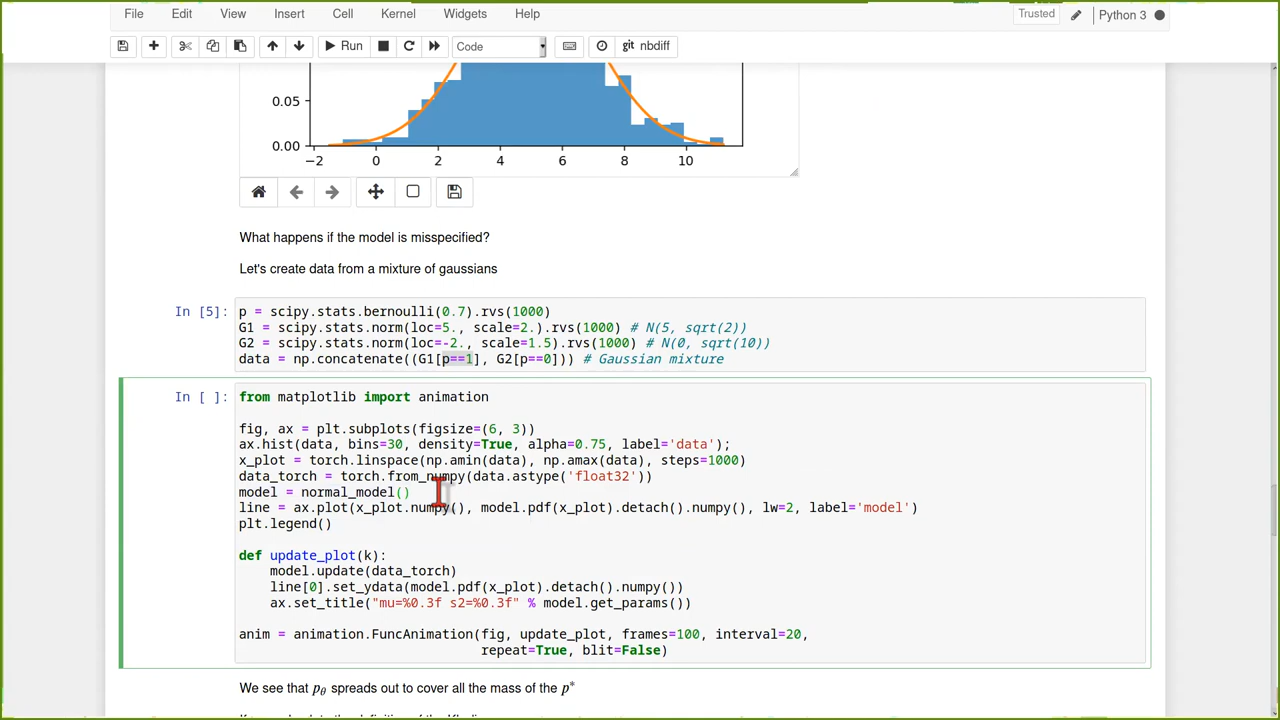 File Edit View Insert Cell Kernel Widgets Help Trusted Python 3
Run Code git nbdiff
0.05
0.00
−2 0 2 4 6 8 10
What happens if the model is misspecified?
Let's create data from a mixture of gaussians
In [5]: p = scipy.stats.bernoulli(0.7).rvs(1000)
G1 = scipy.stats.norm(loc=5., scale=2.).rvs(1000) # N(5, sqrt(2))
G2 = scipy.stats.norm(loc=-2., scale=1.5).rvs(1000) # N(0, sqrt(10))
data = np.concatenate((G1[p==1], G2[p==0])) # Gaussian mixture
In [ ]: from matplotlib import animation
fig, ax = plt.subplots(figsize=(6, 3))
ax.hist(data, bins=30, density=True, alpha=0.75, label='data');
x_plot = torch.linspace(np.amin(data), np.amax(data), steps=1000)
data_torch = torch.from_numpy(data.astype('float32'))
model = normal_model()
line = ax.plot(x_plot.numpy(), model.pdf(x_plot).detach().numpy(), lw=2, label='model')
plt.legend()
def update_plot(k):
model.update(data_torch)
line[0].set_ydata(model.pdf(x_plot).detach().numpy())
ax.set_title("mu=%0.3f s2=%0.3f" % model.get_params())
anim = animation.FuncAnimation(fig, update_plot, frames=100, interval=20,
repeat=True, blit=False)
We see that pθ spreads out to cover all the mass of the p*